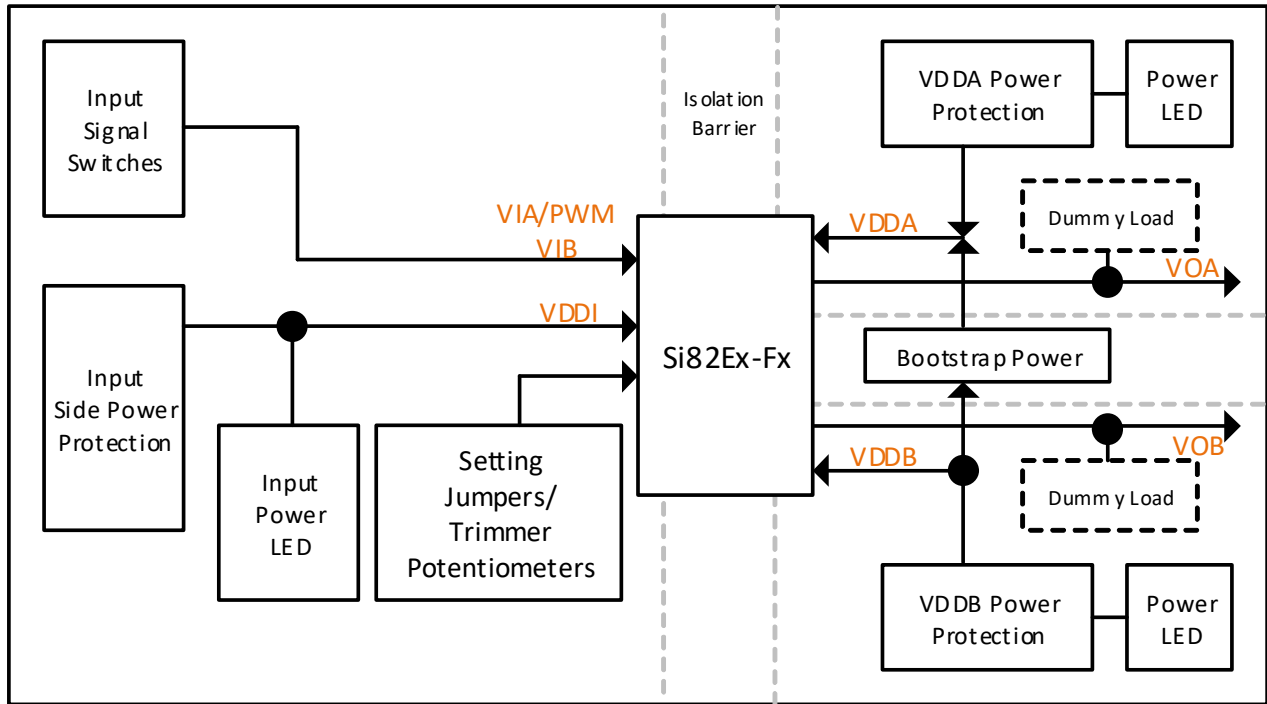 Input
Signal
Switches
Input
Side Power
Protection
Input
Power
LED
Setting
Jumpers/
Trimmer
Potentiometers
VIA/PWM
VIB
VDDI
Isolation
Barrier
Si82Ex-Fx
VDDA Power
Protection
Power
LED
VDDA
Dummy Load
VOA
Bootstrap Power
VOB
VDDB
Dummy Load
VDDB Power
Protection
Power
LED